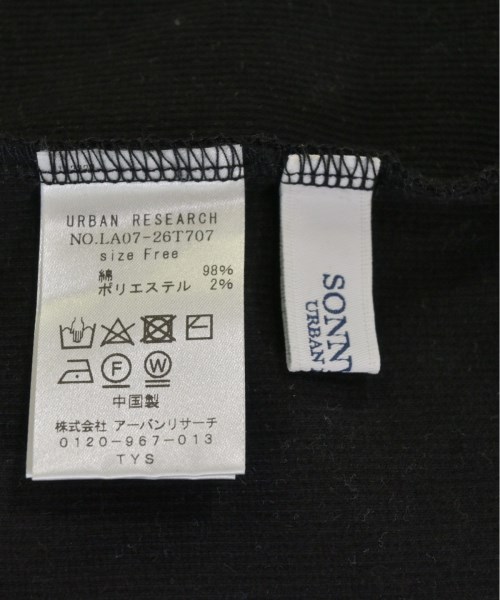 URBAN RESEARCH
NO.LA07-26T707
size Free
綿 98%
ポリエステル 2%
F W
中国製
株式会社 アーバンリサーチ
0120-967-013
TYS
SONN
URBAN